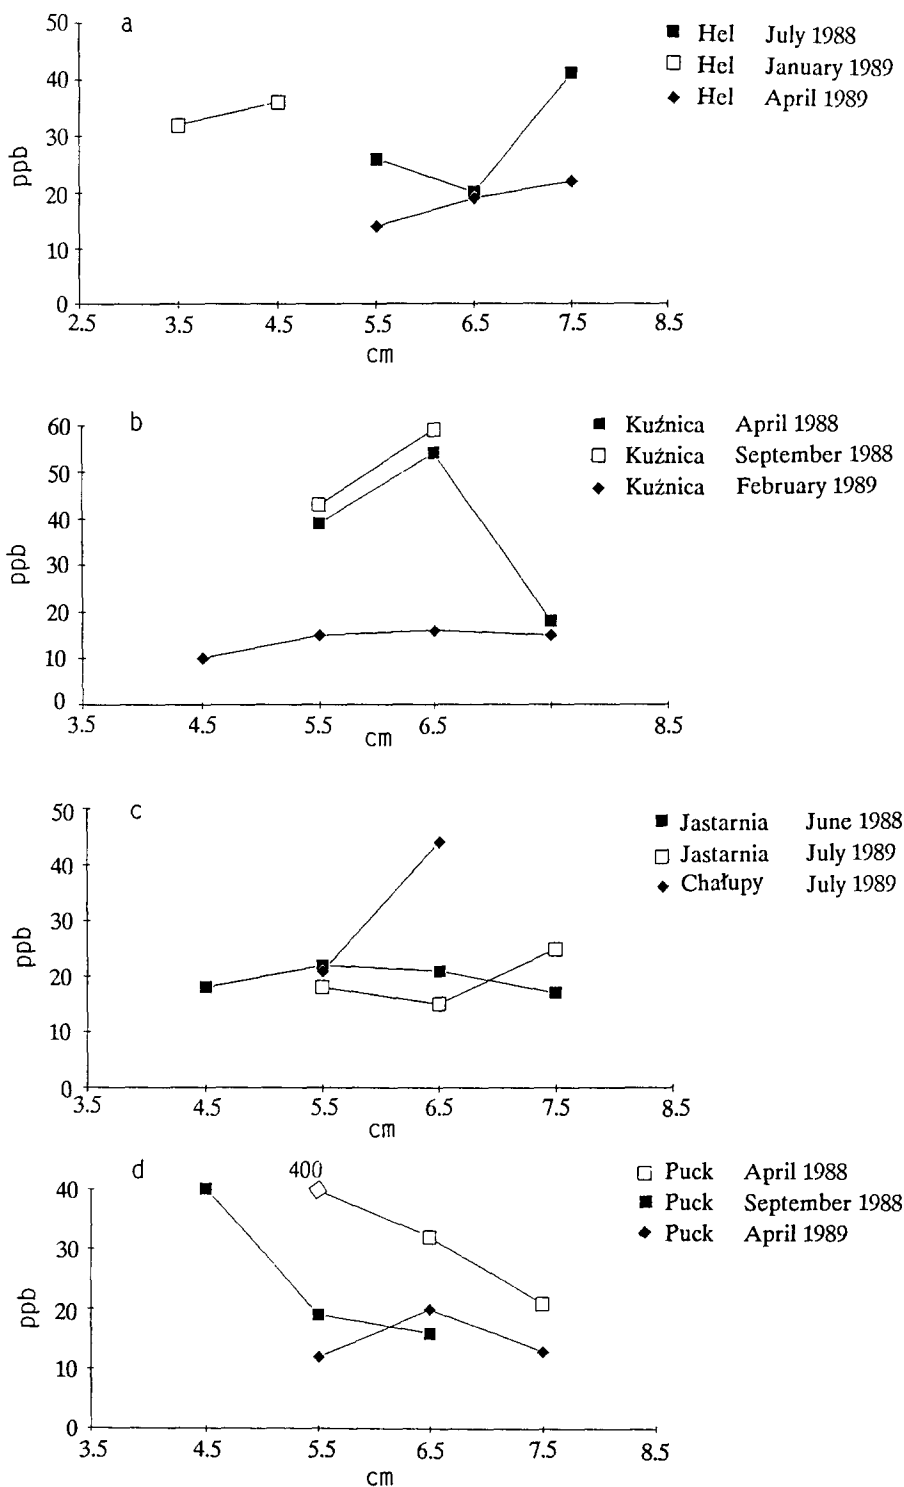 a
50
40
30
20
10
0
ppb
2.5 3.5 4.5 5.5 6.5 7.5 8.5
cm
Hel July 1988
Hel January 1989
Hel April 1989
b
60
50
40
30
20
10
0
ppb
3.5 4.5 5.5 6.5 8.5
cm
Kuźnica April 1988
Kuźnica September 1988
Kuźnica February 1989
c
50
40
30
20
10
0
ppb
3.5 4.5 5.5 6.5 7.5 8.5
cm
Jastarnia June 1988
Jastarnia July 1989
Chałupy July 1989
d
400
40
30
20
10
0
ppb
3.5 4.5 5.5 6.5 7.5 8.5
cm
Puck April 1988
Puck September 1988
Puck April 1989